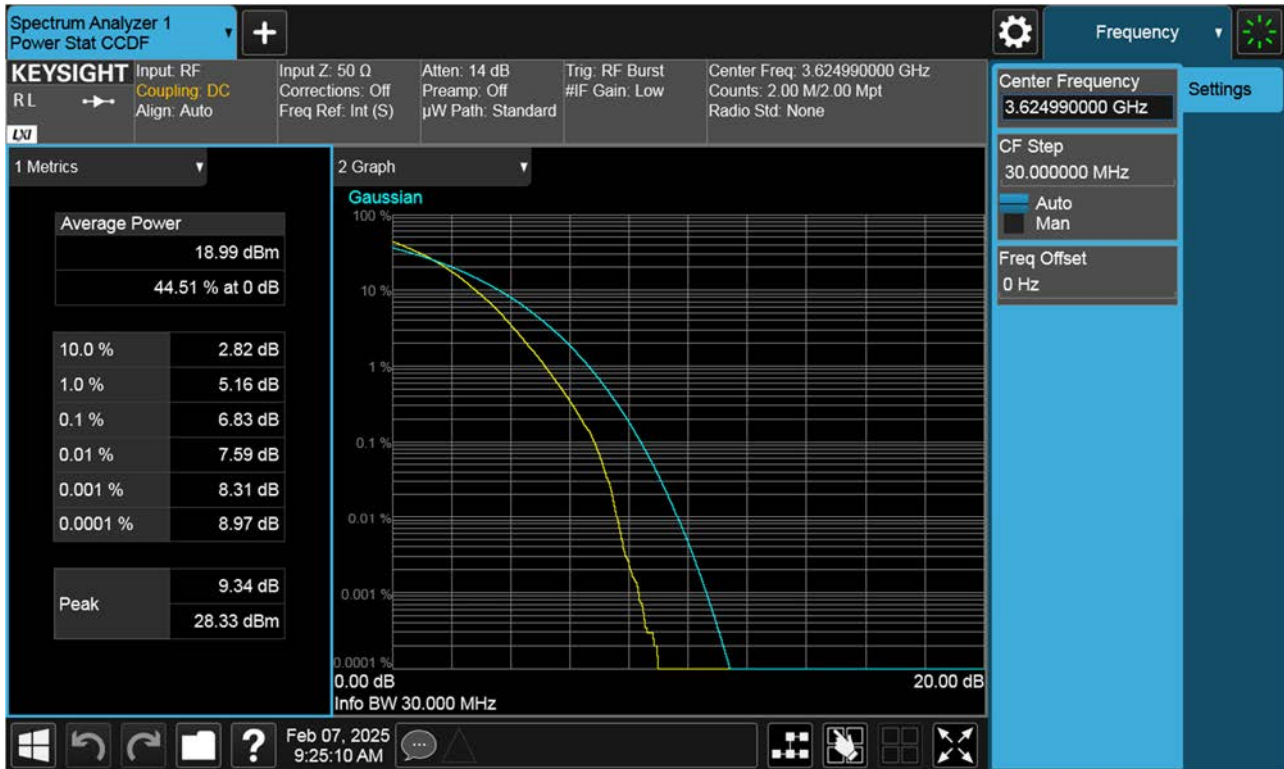 Spectrum Analyzer 1
Power Stat CCDF
Frequency
KEYSIGHT
RL
LXI
Input: RF
Coupling: DC
Align: Auto
Input Z: 50 Ω
Corrections: Off
Freq Ref: Int (S)
Atten: 14 dB
Preamp: Off
µW Path: Standard
Trig: RF Burst
#IF Gain: Low
Center Freq: 3.624990000 GHz
Counts: 2.00 M/2.00 Mpt
Radio Std: None
1 Metrics
Average Power
18.99 dBm
44.51 % at 0 dB
10.0 % 2.82 dB
1.0 % 5.16 dB
0.1 % 6.83 dB
0.01 % 7.59 dB
0.001 % 8.31 dB
0.0001 % 8.97 dB
Peak
9.34 dB
28.33 dBm
2 Graph
Gaussian
100 %
10 %
1 %
0.1 %
0.01 %
0.001 %
0.0001 %
0.00 dB 20.00 dB
Info BW 30.000 MHz
Center Frequency
3.624990000 GHz
CF Step
30.000000 MHz
Auto
Man
Freq Offset
0 Hz
Settings
?
Feb 07, 2025
9:25:10 AM